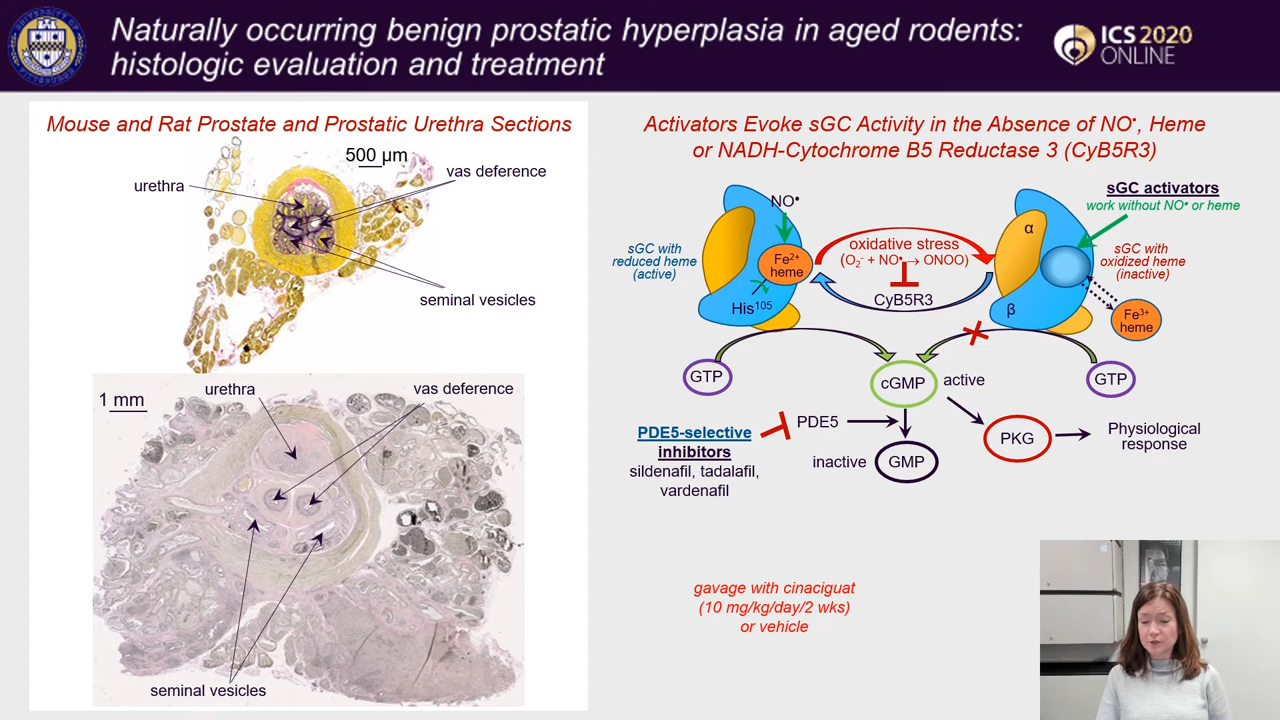 Naturally occurring benign prostatic hyperplasia in aged rodents:
histologic evaluation and treatment
ICS 2020
ONLINE
Mouse and Rat Prostate and Prostatic Urethra Sections
500 µm
urethra
vas deference
seminal vesicles
1 mm
urethra
vas deference
seminal vesicles
Activators Evoke sGC Activity in the Absence of NO•, Heme
or NADH-Cytochrome B5 Reductase 3 (CyB5R3)
NO•
sGC with
reduced heme
(active)
Fe2+
heme
His105
oxidative stress
(O2- + NO•→ ONOO)
CyB5R3
sGC activators
work without NO• or heme
α
β
sGC with
oxidized heme
(inactive)
Fe3+
heme
GTP
cGMP
active
GTP
PDE5-selective
inhibitors
sildenafil, tadalafil,
vardenafil
PDE5
inactive
GMP
PKG
Physiological
response
gavage with cinaciguat
(10 mg/kg/day/2 wks)
or vehicle